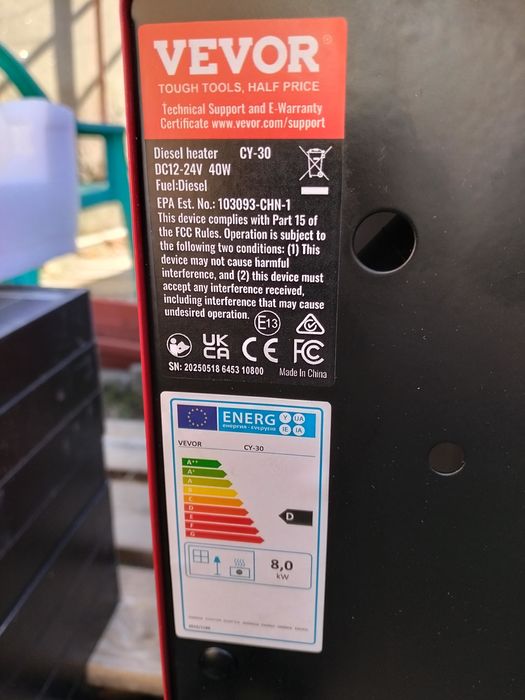 VEVOR®
TOUGH TOOLS, HALF PRICE
Technical Support and E-Warranty
Certificate www.vevor.com/support
Diesel heater CY-30
DC12-24V 40W
Fuel:Diesel
EPA Est. No.: 103093-CHN-1
This device complies with Part 15 of
the FCC Rules. Operation is subject to
the following two conditions: (1) This
device may not cause harmful
interference, and (2) this device must
accept any interference received,
including interference that may cause
undesired operation.
E13
UK
CA CE FC
SN: 20250518 6453 10800 Made In China
ENERG Y UA
енергия · ενεργεια IE IA
VEVOR CY-30
A++
A+
A
B
C
D
E
F
G
D
8,0
kW